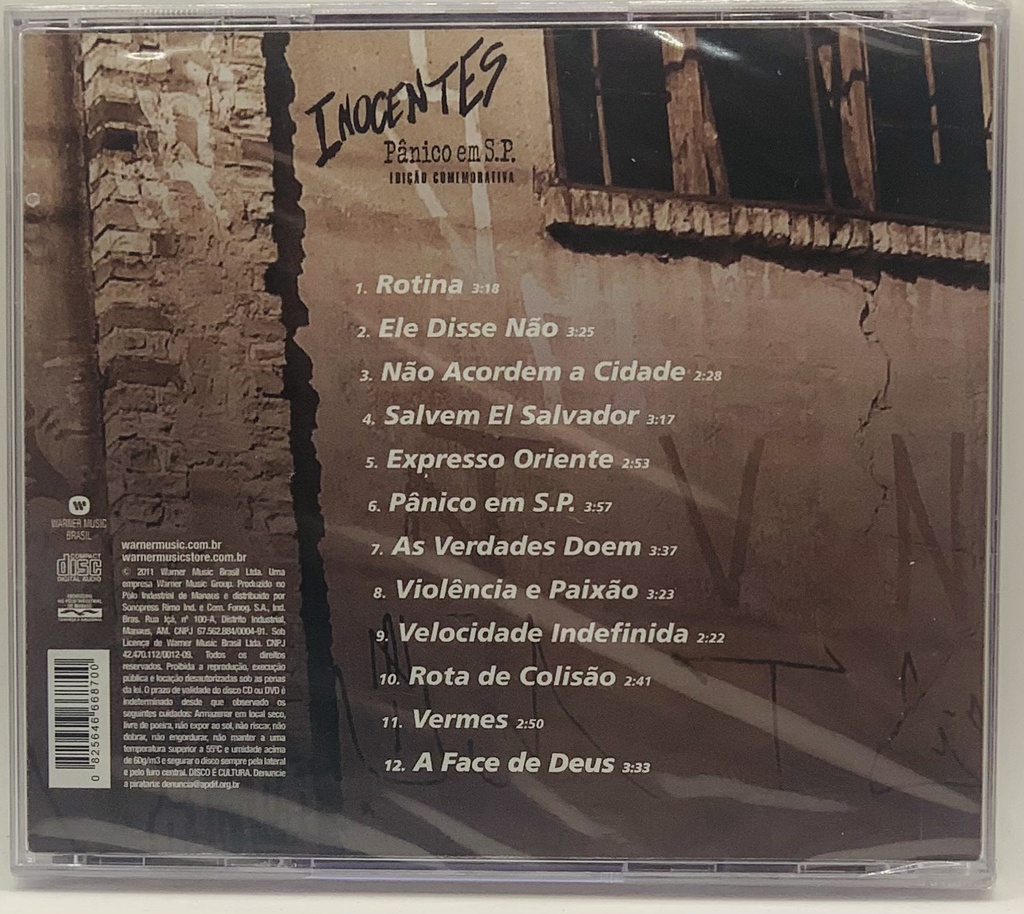 INOCENTES
Pânico em S.P.
EDIÇÃO COMEMORATIVA
1. Rotina 3:18
2. Ele Disse Não 3:25
3. Não Acordem a Cidade 2:28
4. Salvem El Salvador 3:17
5. Expresso Oriente 2:53
6. Pânico em S.P. 3:57
7. As Verdades Doem 3:37
8. Violência e Paixão 3:23
9. Velocidade Indefinida 2:22
10. Rota de Colisão 2:41
11. Vermes 2:50
12. A Face de Deus 3:33
WARNER MUSIC
BRASIL
COMPACT
disc
DIGITAL AUDIO
warnermusic.com.br
warnermusicstore.com.br
© 2011 Warner Music Brasil Ltda. Uma
empresa Warner Music Group. Produzido no
Pólo Industrial de Manaus e distribuído por
Sonopress Rimo Ind. e Com. Fonog. S.A., Ind.
Bras. Rua Içá, nº 100-A, Distrito Industrial,
Manaus, AM. CNPJ 67.562.884/0004-91. Sob
Licença de Warner Music Brasil Ltda. CNPJ
42.470.112/0012-09. Todos os direitos
reservados. Proibida a reprodução, execução
pública e locação desautorizadas sob as penas
da lei. O prazo de validade do disco CD ou DVD é
indeterminado desde que observado os
seguintes cuidados: Armazenar em local seco,
livre de poeira, não expor ao sol, não riscar, não
dobrar, não engordurar, não manter a uma
temperatura superior a 55°C e umidade acima
de 60g/m3 e segurar o disco sempre pela lateral
e pelo furo central. DISCO É CULTURA. Denuncie
a pirataria: denuncia@apdif.org.br
0 825646 668700